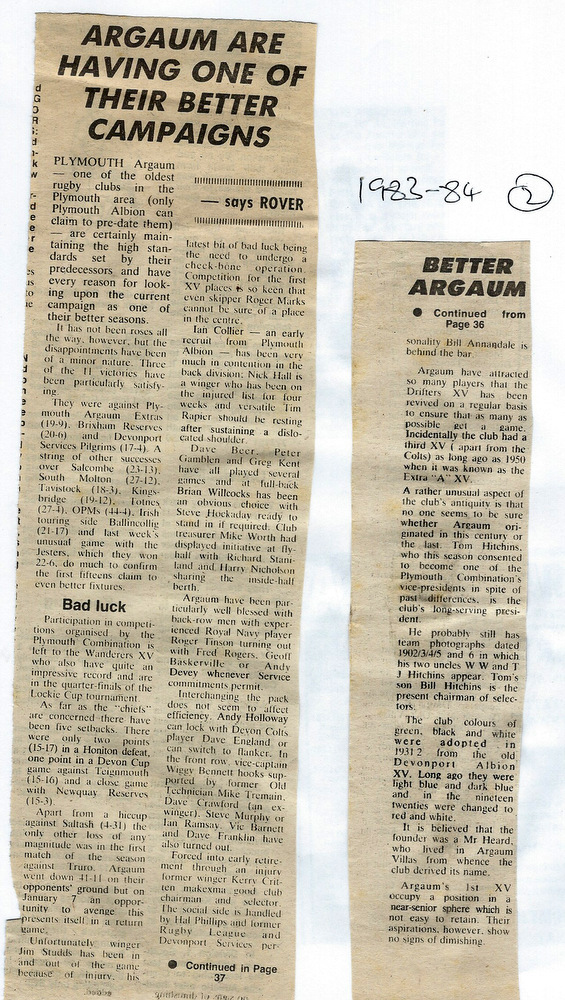 ARGAUM ARE
HAVING ONE OF
THEIR BETTER
CAMPAIGNS
PLYMOUTH Argaum
— one of the oldest
rugby clubs in the
Plymouth area (only
Plymouth Albion can
claim to pre-date them)
— are certainly main-
taining the high stan-
dards set by their
predecessors and have
every reason for look-
ing upon the current
campaign as one of
their better seasons.
It has not been roses all
the way, however, but the
disappointments have been
of a minor nature. Three
of the 11 victories have
been particularly satisfy-
ing.
They were against Ply-
mouth Argaum Extras
(19-9), Brixham Reserves
(20-6) and Devonport
Services Pilgrims (17-4). A
string of other successes
over Salcombe (23-13),
South Molton (27-12),
Tavistock (18-3), Kings-
bridge (19-12), Totnes
(27-4), OPMs (44-4), Irish
touring side Ballincollig
(21-17) and last week's
unusual game with the
Jesters, which they won
22-6, do much to confirm
the first fifteens claim to
even better fixtures.
Bad luck
Participation in competi-
tions organised by the
Plymouth Combination is
left to the Wanderers XV
who also have quite an
impressive record and are
in the quarter-finals of the
Lockie Cup tournament.
As far as the "chiefs"
are concerned there have
been five setbacks. There
were only two points
(15-17) in a Honiton defeat,
one point in a Devon Cup
game against Teignmouth
(15-16) and a close game
with Newquay Reserves
(15-3).
Apart from a hiccup
against Saltash (4-31) the
only other loss of any
magnitude was in the first
match of the season
against Truro. Argaum
went down 41-11 on their
opponents' ground but on
January 7 an oppor-
tunity to avenge this
presents itself in a return
game.
Unfortunately winger
Jim Studds has been in
and out of the game
because of injury, his
— says ROVER
latest bit of bad luck being
the need to undergo a
check-bone operation.
Competition for the first
XV places is so keen that
even skipper Roger Marks
cannot be sure of a place
in the centre.
Ian Collier — an early
recruit from Plymouth
Albion — has been very
much in contention in the
back division; Nick Hall is
a winger who has been on
the injured list for four
weeks and versatile Tim
Rapier should be resting
after sustaining a dislo-
cated shoulder.
Dave Beer, Peter
Gamblen and Greg Kent
have all played several
games and at full-back
Brian Willcocks has been
an obvious choice with
Steve Hockaday ready to
stand in if required. Club
treasurer Mike Worth had
displayed initiative at fly-
half with Richard Stani-
land and Harry Nicholson
sharing the inside-half
berth.
Argaum have been par-
ticularly well blessed with
back-row men with exper-
ienced Royal Navy player
Roger Tinson turning out
with Fred Rogers, Geoff
Baskerville or Andy
Devey whenever Service
commitments permit.
Interchanging the pack
does not seem to affect
efficiency. Andy Holloway
can lock with Devon Colts
player Dave England or
can switch to flanker. In
the front row, vice-captain
Wiggy Bennett hooks sup-
ported by former Old
Technician Mike Tremain,
Dave Crawford (an ex-
winger), Steve Murphy or
Ian Ramsay. Vic Barnett
and Dave Franklin have
also turned out.
Forced into early retire-
ment through an injury
former winger Kerry Crit-
ten makexma good club
chairman and selector
The social side is handled
by Hal Phillips and former
Rugby League and
Devonport Services per-
● Continued in Page
37
1983-84 2
BETTER
ARGAUM
● Continued from
Page 36
sonality Bill Annandale is
behind the bar.
Argaum have attracted
so many players that the
Drifters XV has been
revived on a regular basis
to ensure that as many as
possible get a game.
Incidentally the club had a
third XV ( apart from the
Colts) as long ago as 1950
when it was known as the
Extra "A" XV.
A rather unusual aspect of
the club's antiquity is that
no one seems to be sure
whether Argaum ori-
ginated in this century or
the last. Tom Hitchins,
who this season consented
to become one of the
Plymouth Combination's
vice-presidents in spite of
past differences, is the
club's long-serving presi-
dent.
He probably still has
team photographs dated
1902/3/4/5 and 6 in which
his two uncles W W and T
J Hitchins appear. Tom's
son Bill Hitchins is the
present chairman of selec-
tors.
The club colours of
green, black and white
were adopted in
1931 2 from the old
Devonport Albion
XV. Long ago they were
light blue and dark blue
and in the nineteen
twenties were changed to
red and white.
It is believed that the
founder was a Mr Heard,
who lived in Argaum
Villas from whence the
club derived its name.
Argaum's 1st XV
occupy a position in a
near-senior sphere which is
not easy to retain. Their
aspirations, however, show
no signs of dimishing.